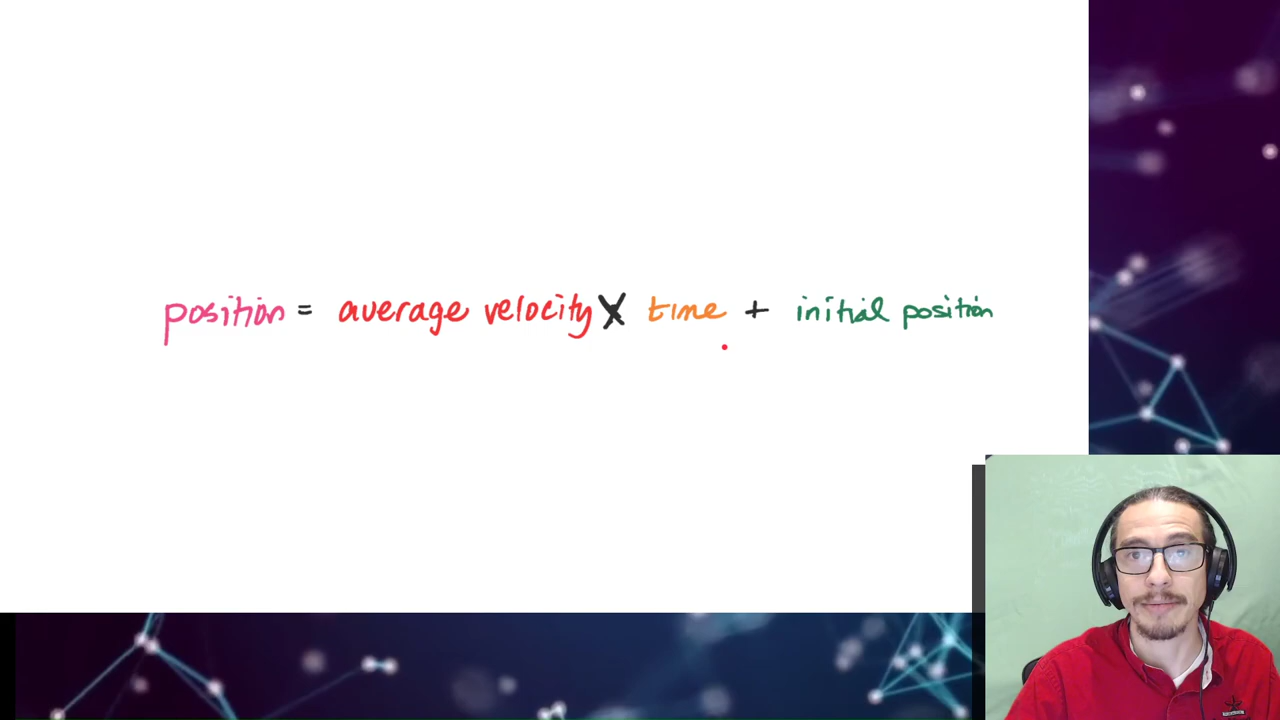 position = average velocity X time + initial position